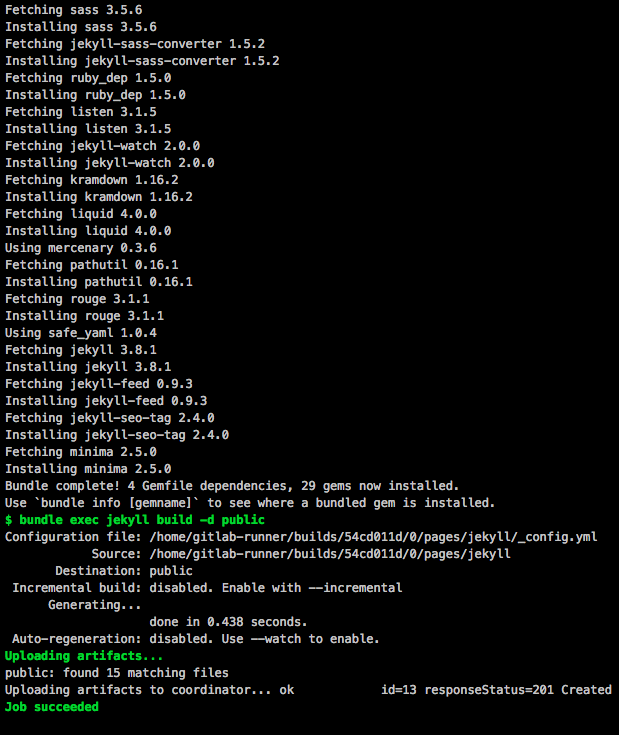 Fetching sass 3.5.6
Installing sass 3.5.6
Fetching jekyll-sass-converter 1.5.2
Installing jekyll-sass-converter 1.5.2
Fetching ruby_dep 1.5.0
Installing ruby_dep 1.5.0
Fetching listen 3.1.5
Installing listen 3.1.5
Fetching jekyll-watch 2.0.0
Installing jekyll-watch 2.0.0
Fetching kramdown 1.16.2
Installing kramdown 1.16.2
Fetching liquid 4.0.0
Installing liquid 4.0.0
Using mercenary 0.3.6
Fetching pathutil 0.16.1
Installing pathutil 0.16.1
Fetching rouge 3.1.1
Installing rouge 3.1.1
Using safe_yaml 1.0.4
Fetching jekyll 3.8.1
Installing jekyll 3.8.1
Fetching jekyll-feed 0.9.3
Installing jekyll-feed 0.9.3
Fetching jekyll-seo-tag 2.4.0
Installing jekyll-seo-tag 2.4.0
Fetching minima 2.5.0
Installing minima 2.5.0
Bundle complete! 4 Gemfile dependencies, 29 gems now installed.
Use `bundle info [gemname]` to see where a bundled gem is installed.
$ bundle exec jekyll build -d public
Configuration file: /home/gitlab-runner/builds/54cd011d/0/pages/jekyll/_config.yml
            Source: /home/gitlab-runner/builds/54cd011d/0/pages/jekyll
       Destination: public
 Incremental build: disabled. Enable with --incremental
      Generating...
                    done in 0.438 seconds.
 Auto-regeneration: disabled. Use --watch to enable.
Uploading artifacts...
public: found 15 matching files
Uploading artifacts to coordinator... ok            id=13 responseStatus=201 Created
Job succeeded